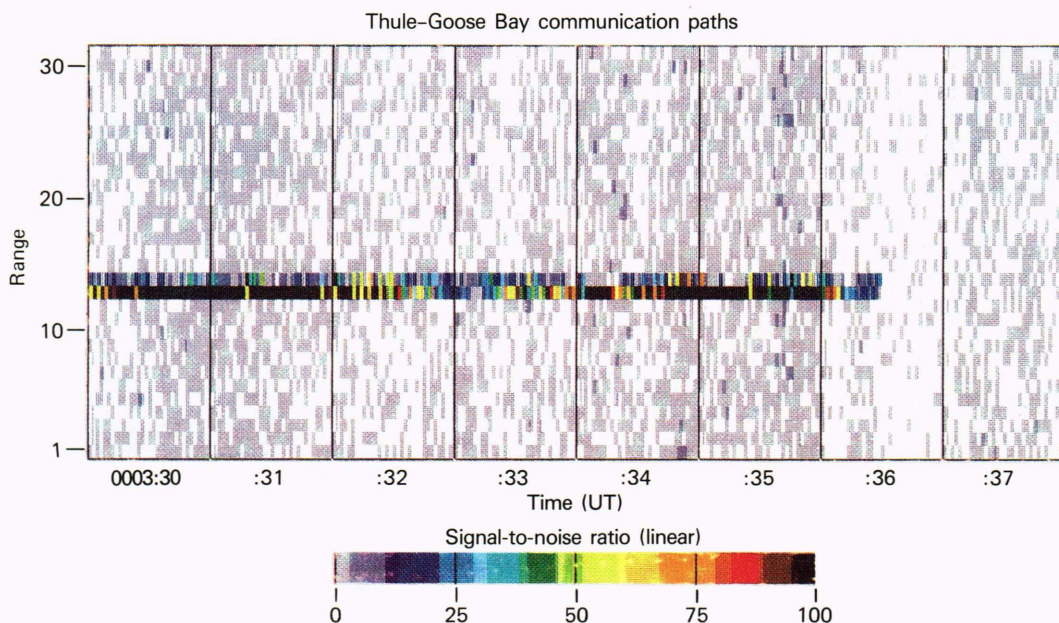 Thule–Goose Bay communication paths
30
20
10
1
Range
0003:30 :31 :32 :33 :34 :35 :36 :37
Time (UT)
Signal-to-noise ratio (linear)
0 25 50 75 100